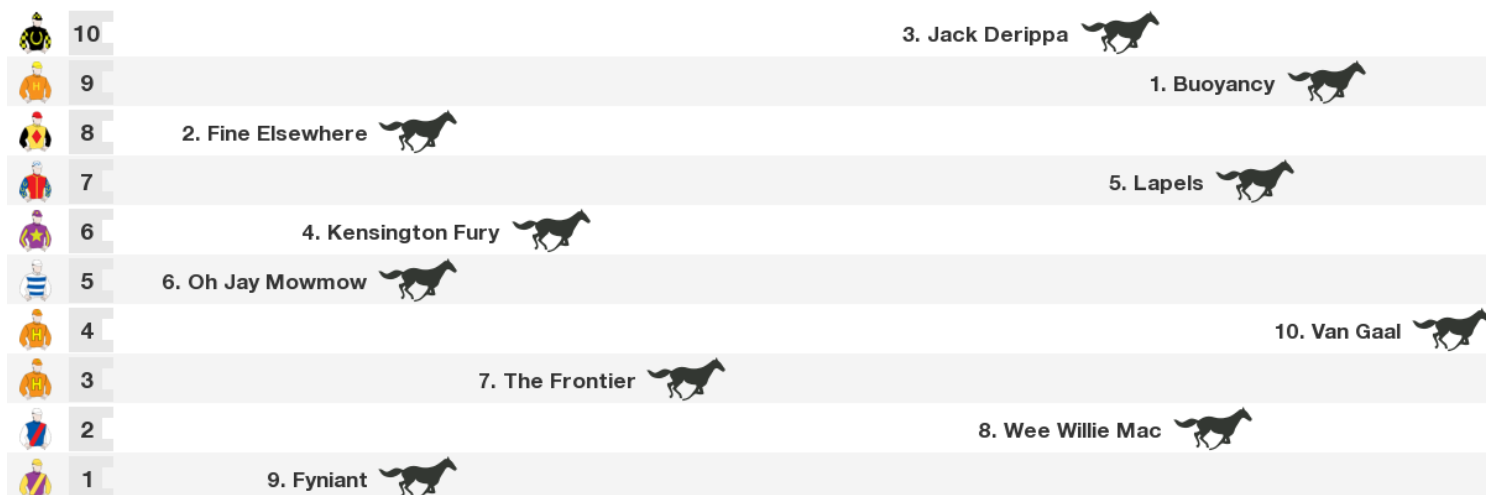 10 3. Jack Derippa
9 1. Buoyancy
8 2. Fine Elsewhere
7 5. Lapels
6 4. Kensington Fury
5 6. Oh Jay Mowmow
4 10. Van Gaal
3 7. The Frontier
2 8. Wee Willie Mac
1 9. Fyniant
H
H
H